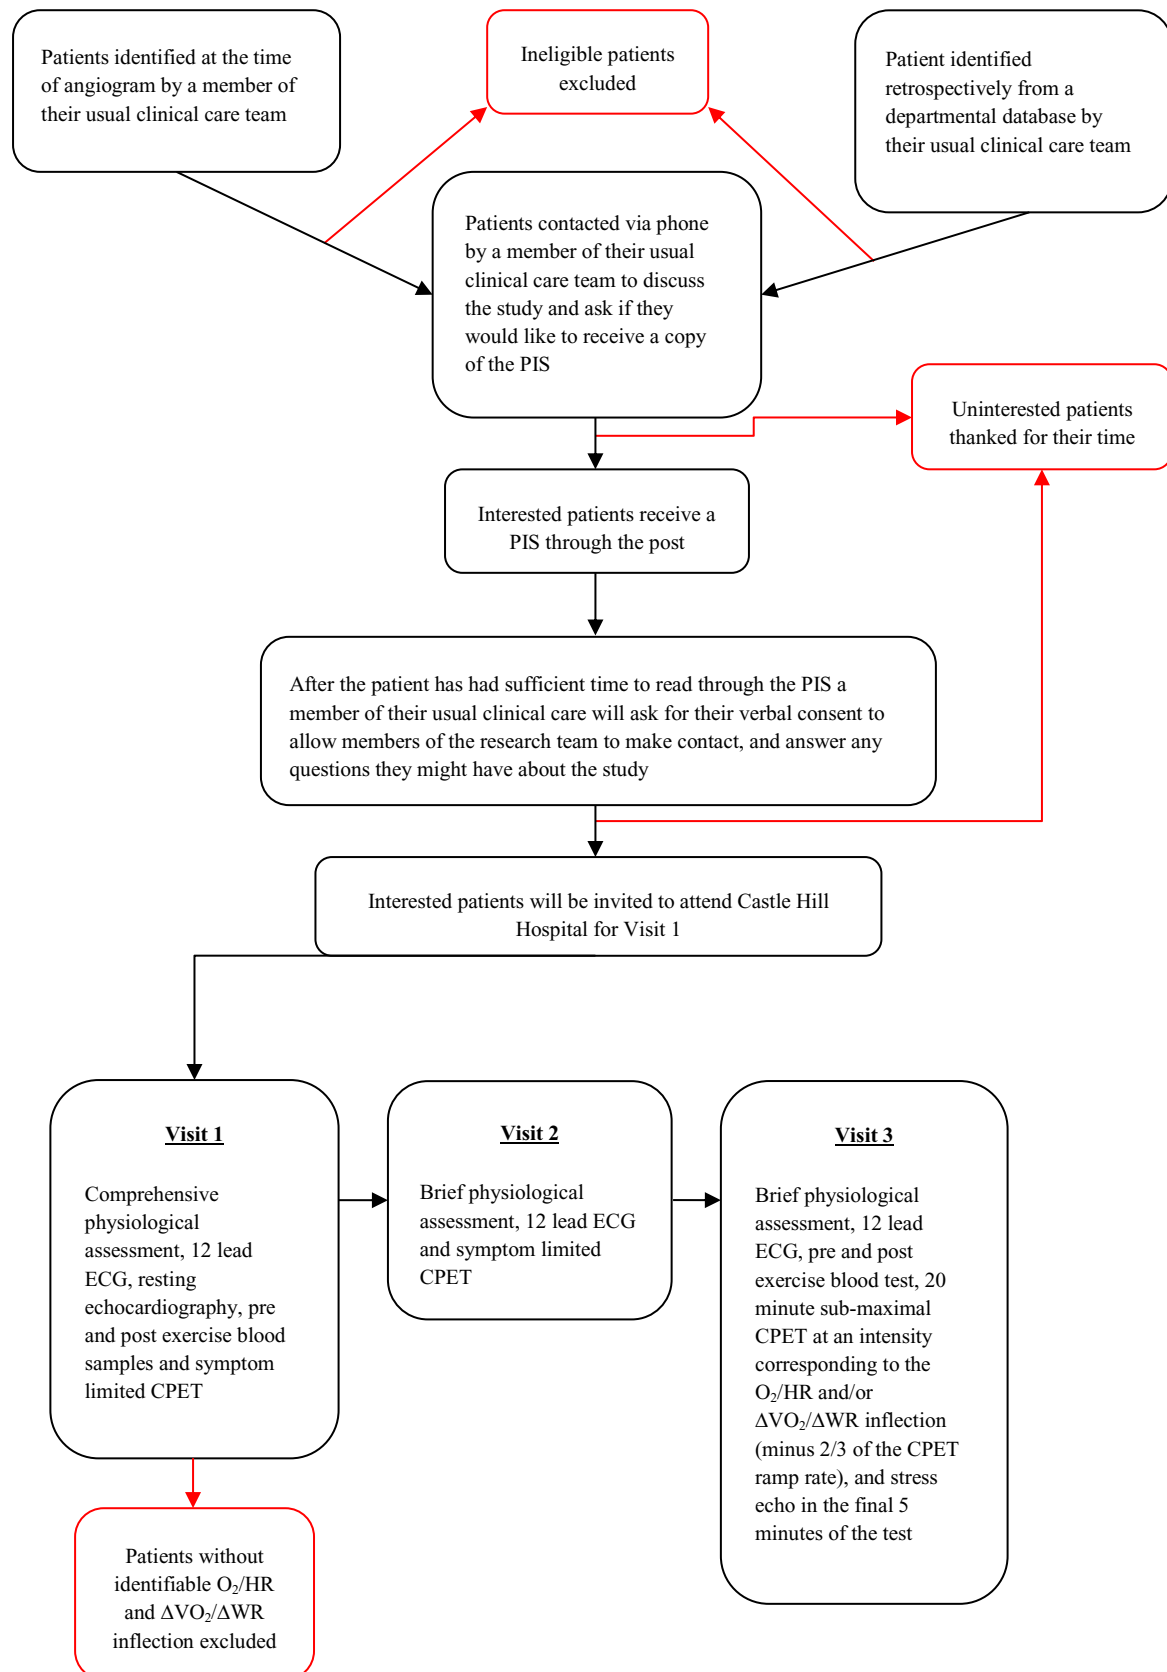 Patients identified at the time
of angiogram by a member of
their usual clinical care team
Ineligible patients
excluded
Patient identified
retrospectively from a
departmental database by
their usual clinical care team
Patients contacted via phone
by a member of their usual
clinical care team to discuss
the study and ask if they
would like to receive a copy
of the PIS
Uninterested patients
thanked for their time
Interested patients receive a
PIS through the post
After the patient has had sufficient time to read through the PIS a
member of their usual clinical care will ask for their verbal consent to
allow members of the research team to make contact, and answer any
questions they might have about the study
Interested patients will be invited to attend Castle Hill
Hospital for Visit 1
Visit 1
Comprehensive
physiological
assessment, 12 lead
ECG, resting
echocardiography, pre
and post exercise blood
samples and symptom
limited CPET
Visit 2
Brief physiological
assessment, 12 lead ECG
and symptom limited
CPET
Visit 3
Brief physiological
assessment, 12 lead
ECG, pre and post
exercise blood test, 20
minute sub-maximal
CPET at an intensity
corresponding to the
O₂/HR and/or
ΔVO₂/ΔWR inflection
(minus 2/3 of the CPET
ramp rate), and stress
echo in the final 5
minutes of the test
Patients without
identifiable O₂/HR
and ΔVO₂/ΔWR
inflection excluded